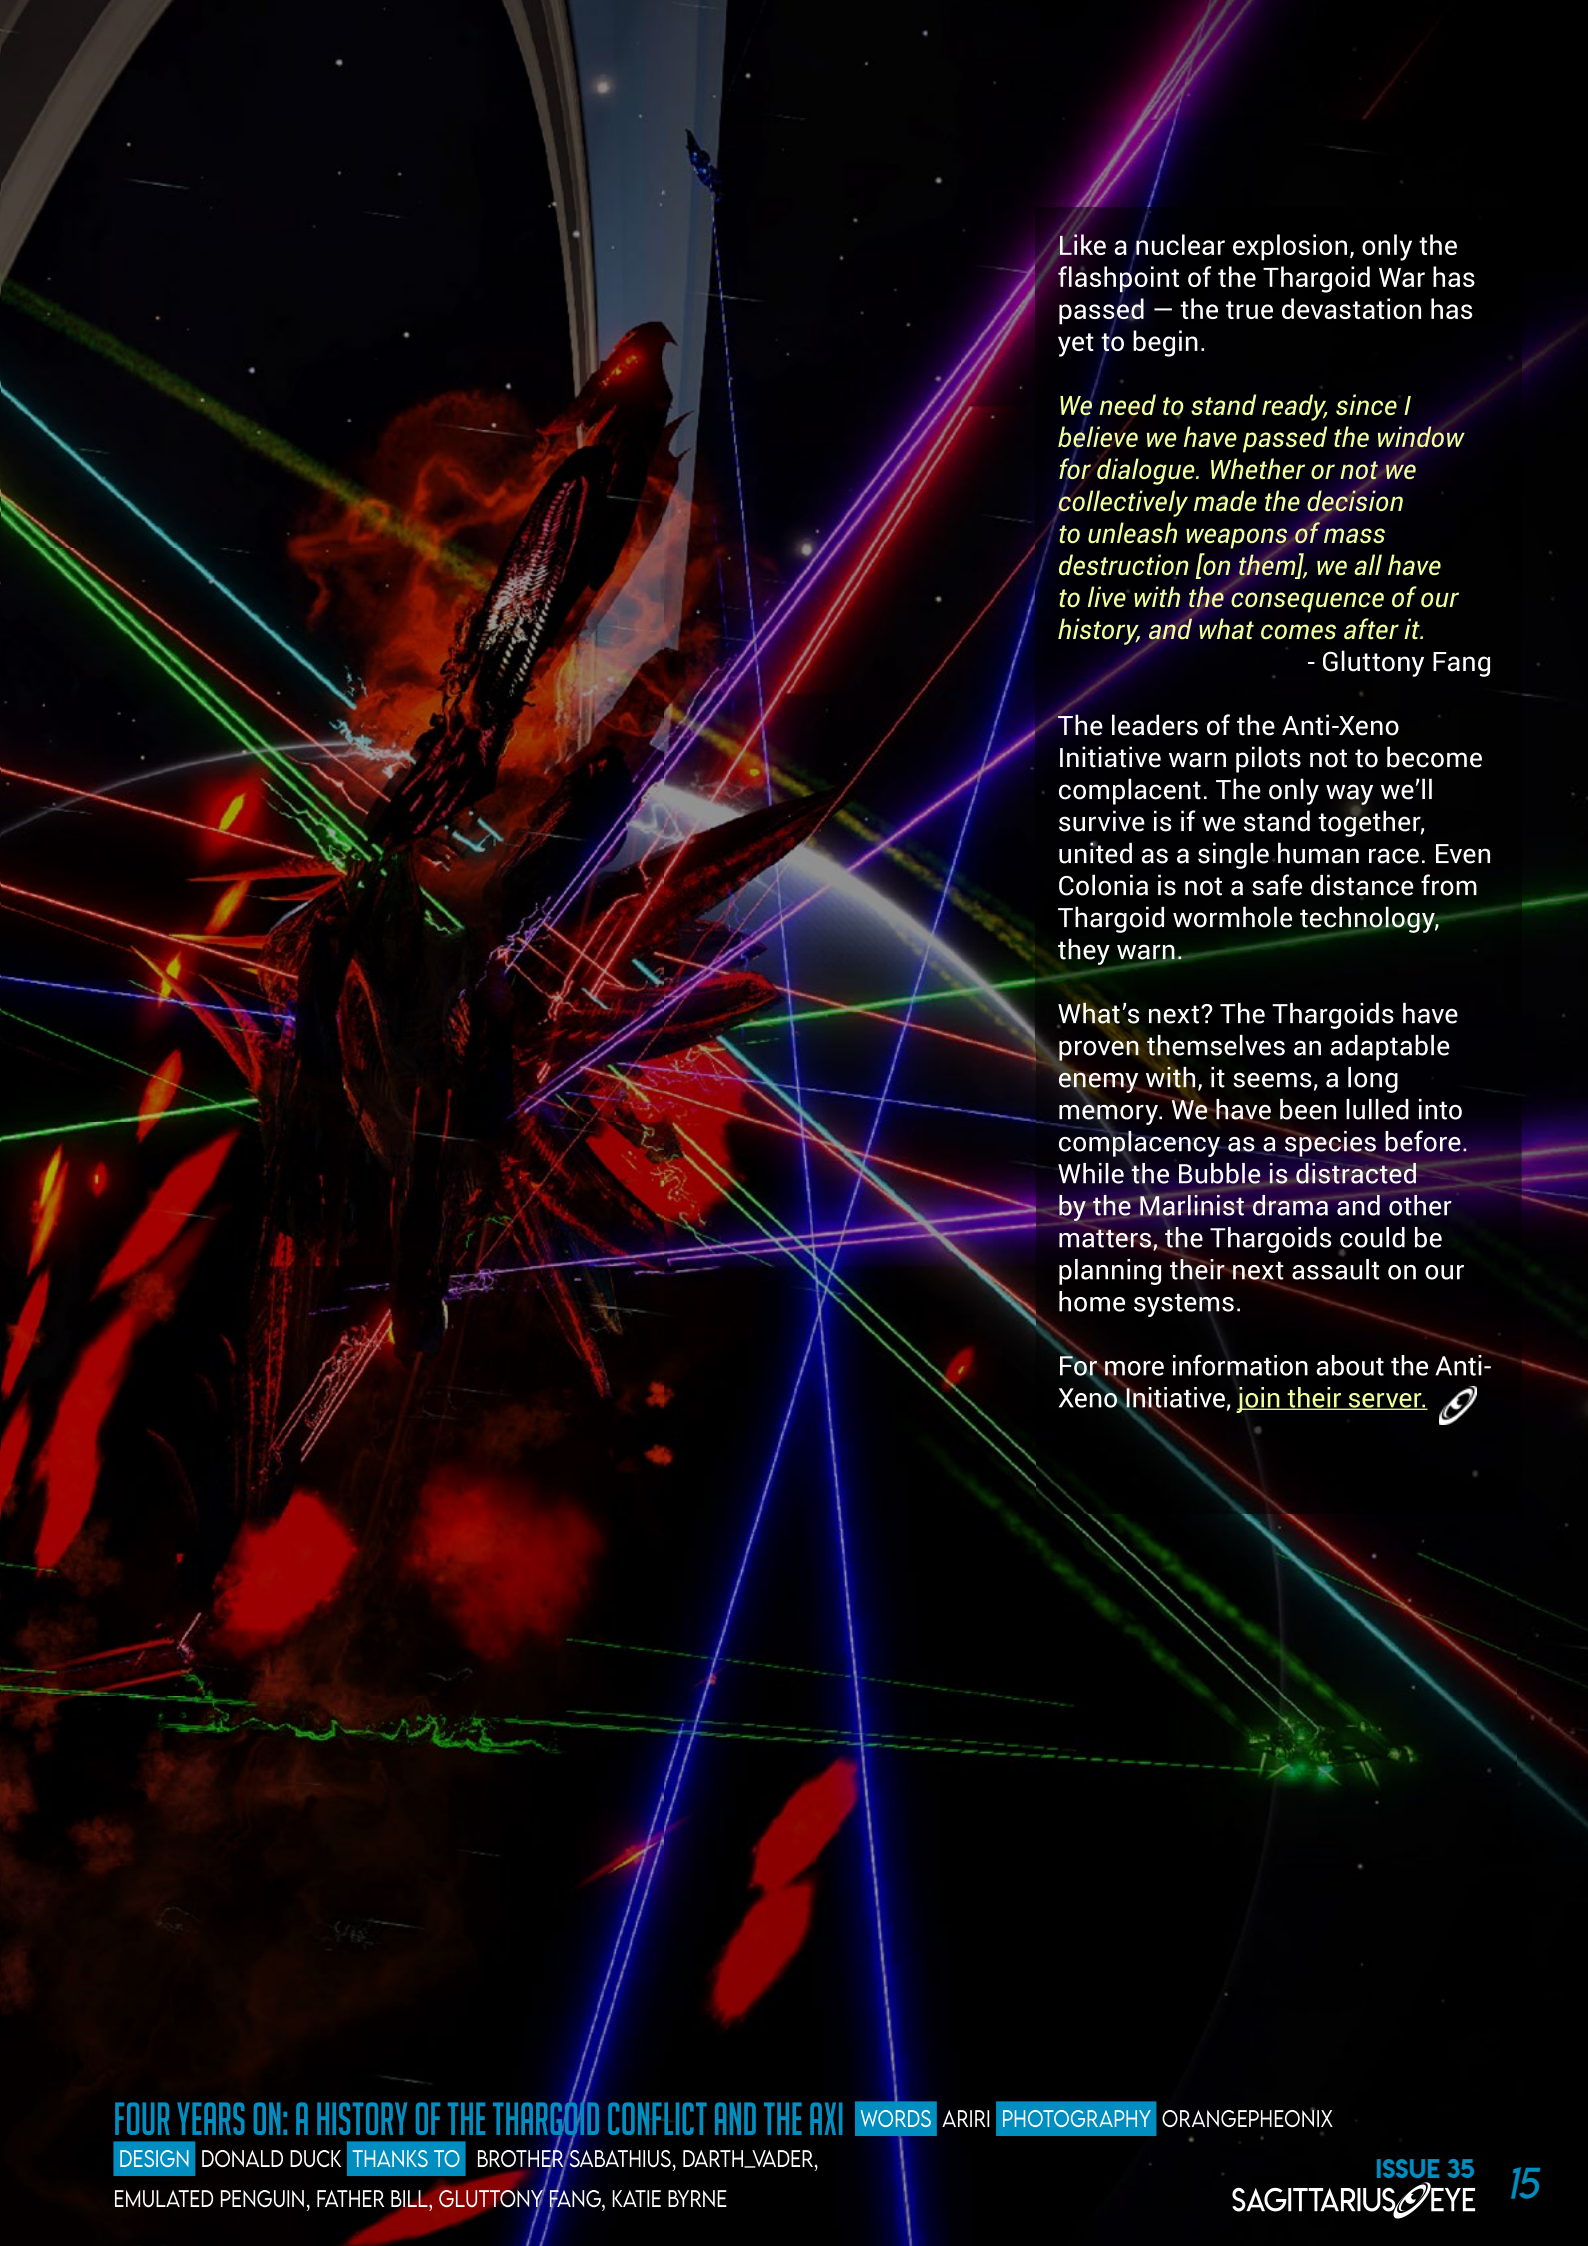 Like a nuclear explosion, only the
flashpoint of the Thargoid War has
passed — the true devastation has
yet to begin.
We need to stand ready, since I
believe we have passed the window
for dialogue. Whether or not we
collectively made the decision
to unleash weapons of mass
destruction [on them], we all have
to live with the consequence of our
history, and what comes after it.
- Gluttony Fang
The leaders of the Anti-Xeno
Initiative warn pilots not to become
complacent. The only way we’ll
survive is if we stand together,
united as a single human race. Even
Colonia is not a safe distance from
Thargoid wormhole technology,
they warn.
What’s next? The Thargoids have
proven themselves an adaptable
enemy with, it seems, a long
memory. We have been lulled into
complacency as a species before.
While the Bubble is distracted
by the Marlinist drama and other
matters, the Thargoids could be
planning their next assault on our
home systems.
For more information about the Anti-
Xeno Initiative, join their server.
FOUR YEARS ON: A HISTORY OF THE THARGOID CONFLICT AND THE AXI WORDS ARIRI PHOTOGRAPHY ORANGEPHEONIX
DESIGN DONALD DUCK THANKS TO BROTHER SABATHIUS, DARTH_VADER,
EMULATED PENGUIN, FATHER BILL, GLUTTONY FANG, KATIE BYRNE
ISSUE 35
SAGITTARIUS EYE
15